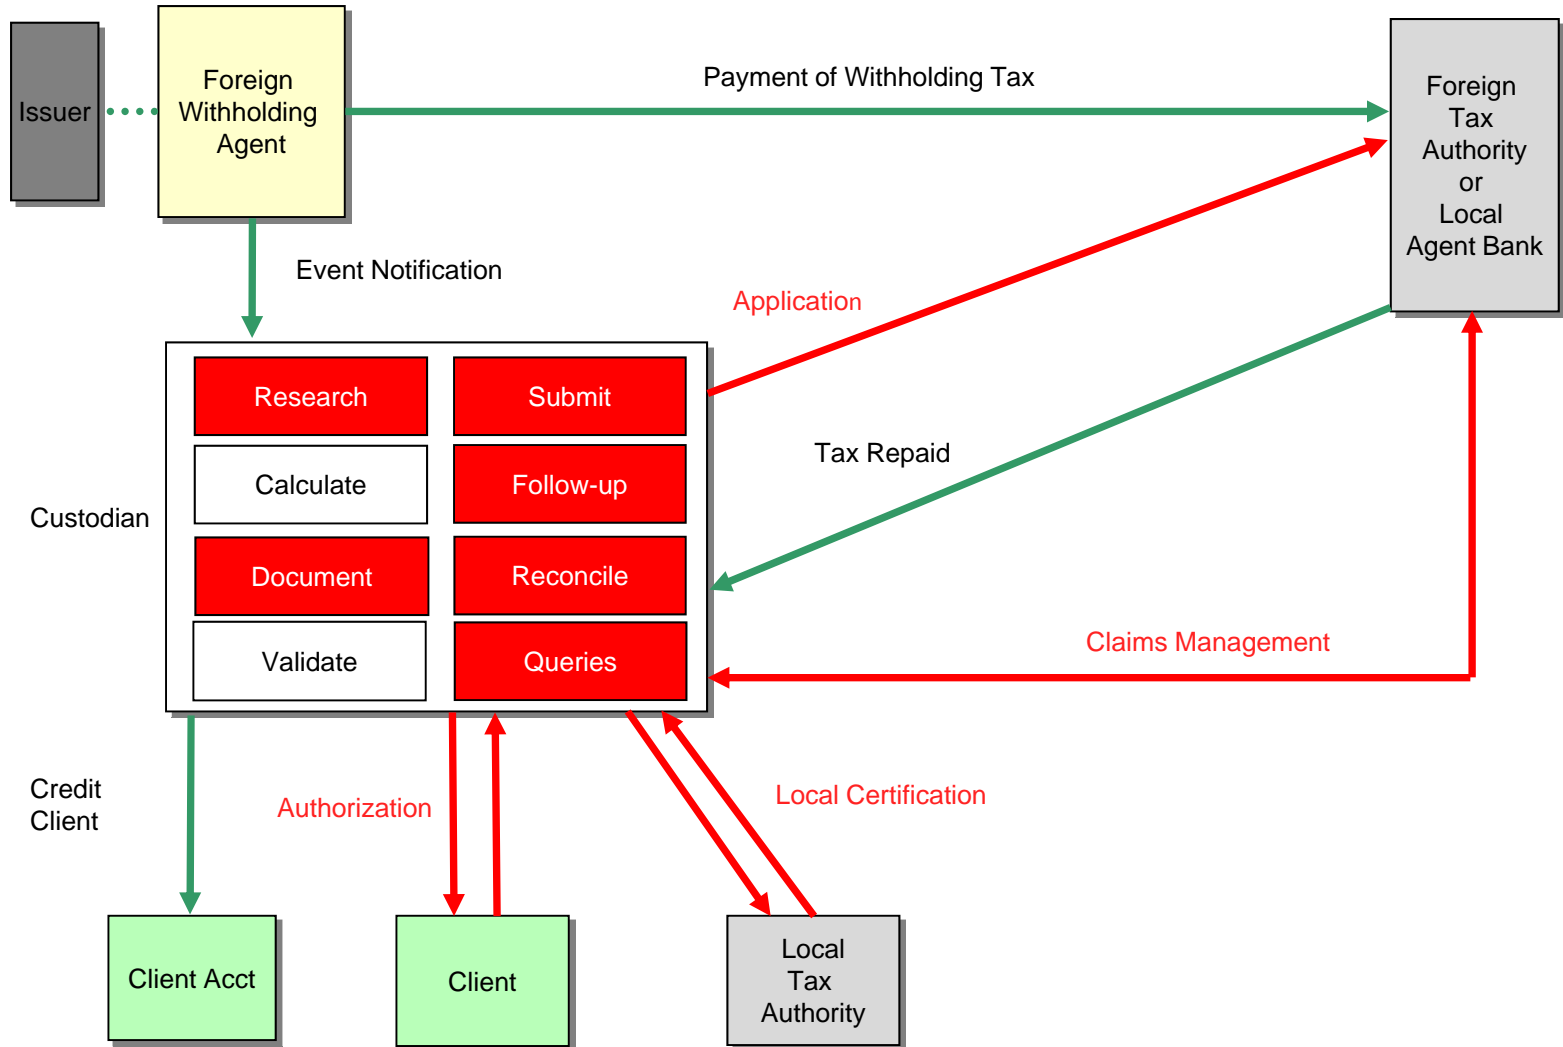 Issuer
Foreign
Withholding
Agent
Payment of Withholding Tax
Foreign
Tax
Authority
or
Local
Agent Bank
Event Notification
Application
Research
Submit
Calculate
Follow-up
Tax Repaid
Custodian
Document
Reconcile
Validate
Queries
Claims Management
Credit
Client
Authorization
Local Certification
Client Acct
Client
Local
Tax
Authority